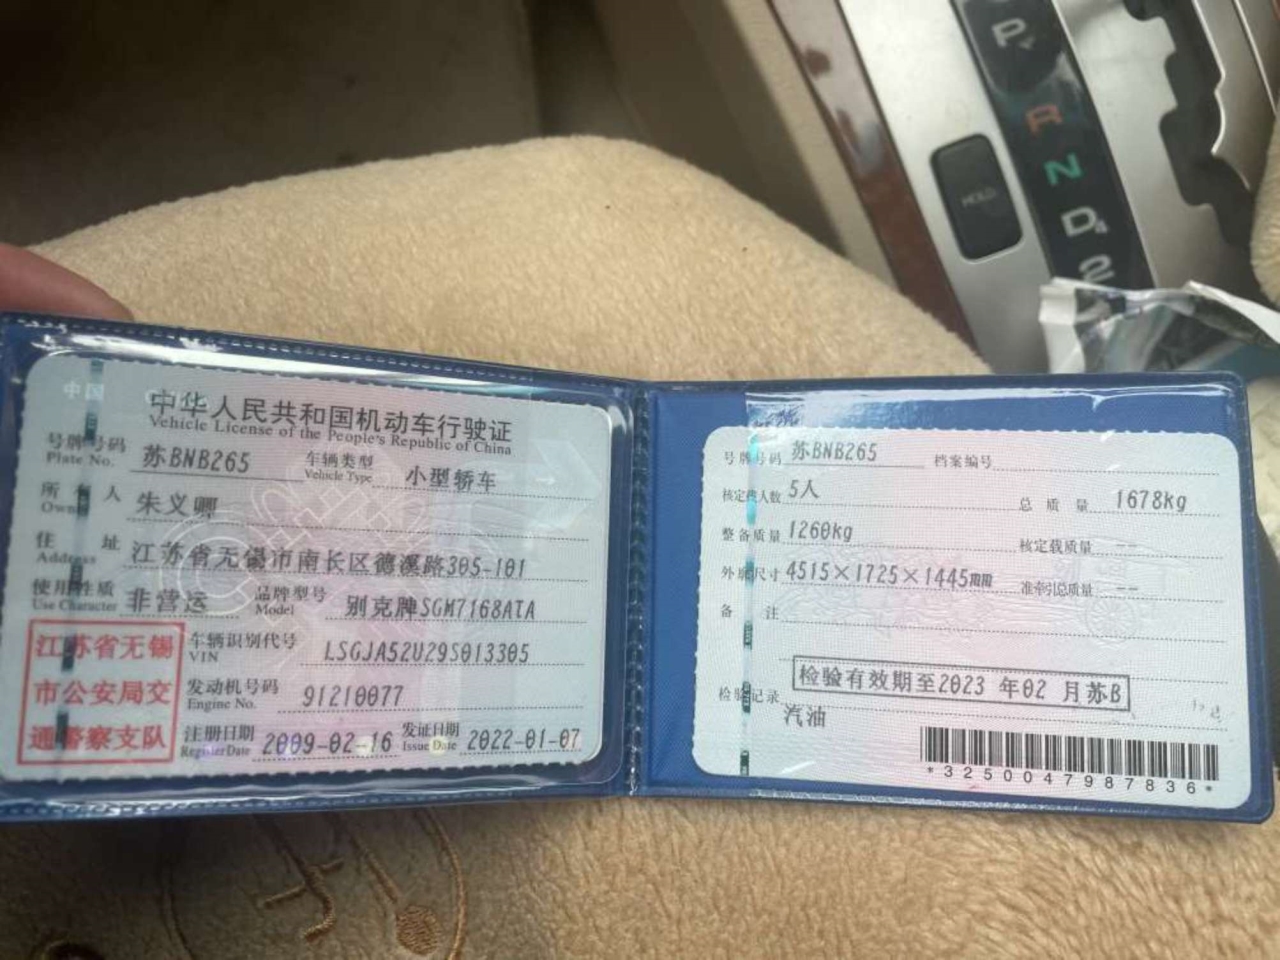 中华人民共和国机动车行驶证
Vehicle License of the People's Republic of China
号牌号码 苏BNB265 车辆类型 小型轿车
Plate No. Vehicle Type
所有人 朱义卿
Owner
住址 江苏省无锡市南长区德溪路305-101
Address
使用性质 非营运 品牌型号 别克牌SGM7168ATA
Use Character Model
江苏省无锡
市公安局交
通警察支队
车辆识别代号 LSGJA52U29S013305
VIN
发动机号码 91210077
Engine No.
注册日期 2009-02-16 发证日期 2022-01-07
Register Date Issue Date
号牌号码 苏BNB265 档案编号
核定载人数 5人 总质量 1678kg
整备质量 1260kg 核定载质量 --
外廓尺寸 4515×1725×1445mm 准牵引总质量 --
备注
检验有效期至2023 年02 月苏B
检验记录
汽油
*3250047987836*
P
R
N
D4
2
HOLD